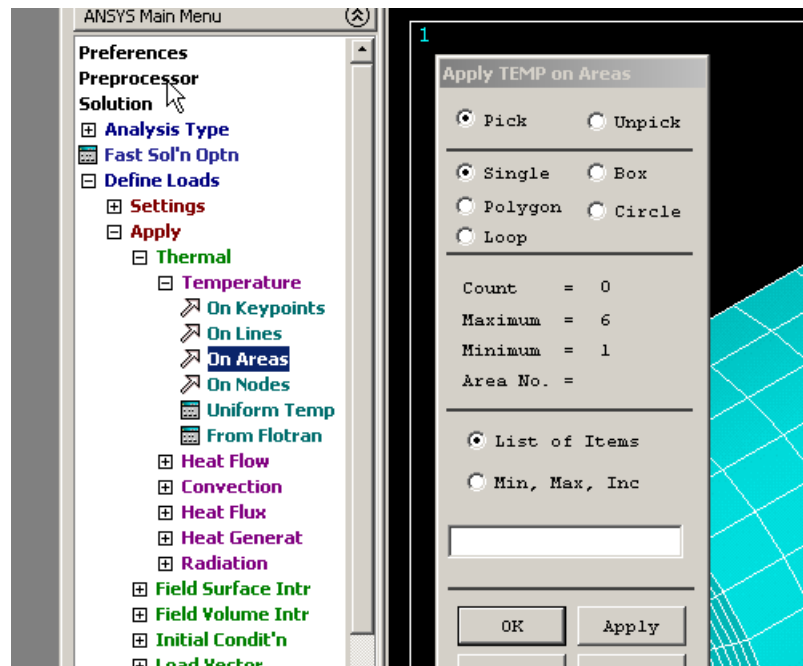 ANSYS Main Menu
Preferences
Preprocessor
Solution
Analysis Type
Fast Sol'n Optn
Define Loads
Settings
Apply
Thermal
Temperature
On Keypoints
On Lines
On Areas
On Nodes
Uniform Temp
From Flotran
Heat Flow
Convection
Heat Flux
Heat Generat
Radiation
Field Surface Intr
Field Volume Intr
Initial Condit'n
Load Vector
1
Apply TEMP on Areas
Pick Unpick
Single Box
Polygon Circle
Loop
Count = 0
Maximum = 6
Minimum = 1
Area No. =
List of Items
Min, Max, Inc
OK Apply